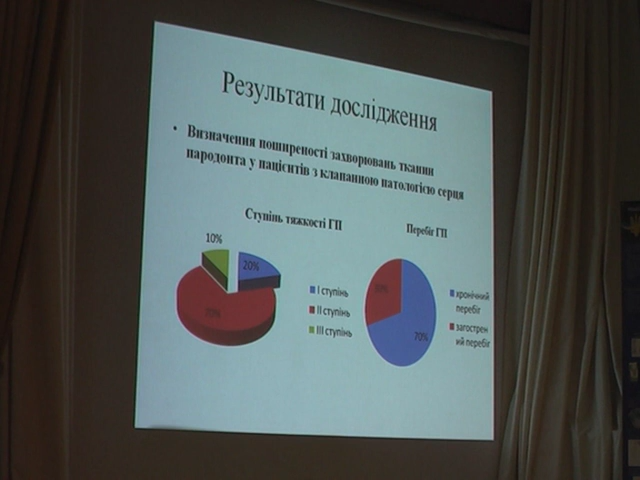 Результати дослідження
• Визначення поширеності захворювань тканин
пародонта у пацієнтів з клапанною патологією серця
Ступінь тяжкості ГП
10%
20%
70%
І ступінь
ІІ ступінь
ІІІ ступінь
Перебіг ГП
30%
70%
хронічний
перебіг
загострен
ий перебіг